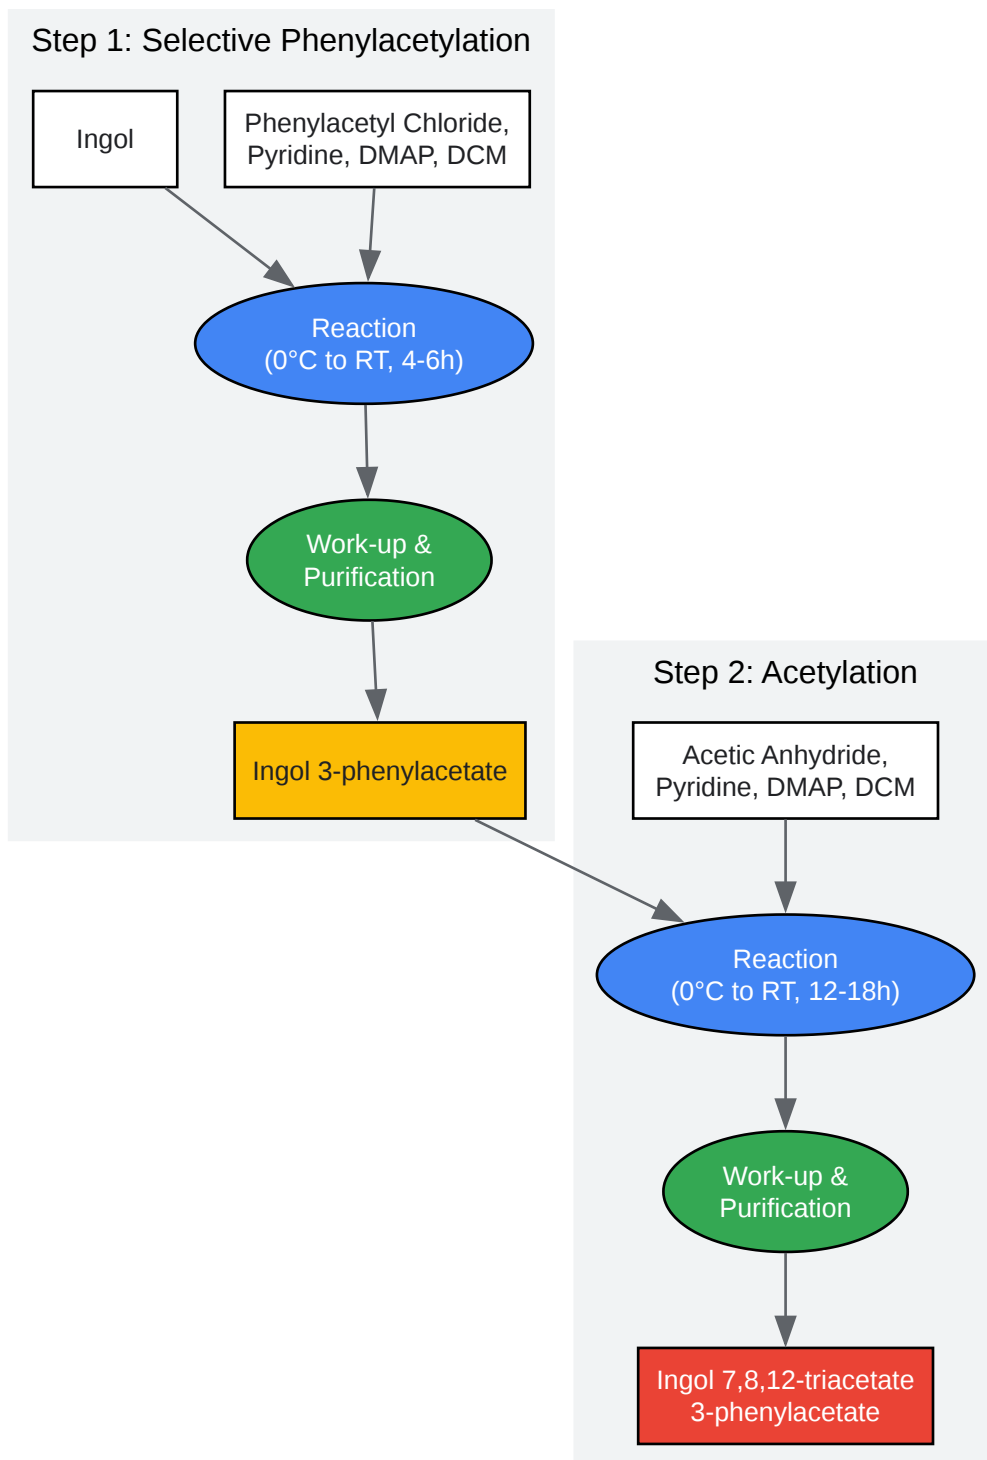 Step 1: Selective Phenylacetylation
Ingol
Phenylacetyl Chloride,
Pyridine, DMAP, DCM
Reaction
(0°C to RT, 4-6h)
Work-up &
Purification
Ingol 3-phenylacetate
Step 2: Acetylation
Acetic Anhydride,
Pyridine, DMAP, DCM
Reaction
(0°C to RT, 12-18h)
Work-up &
Purification
Ingol 7,8,12-triacetate
3-phenylacetate